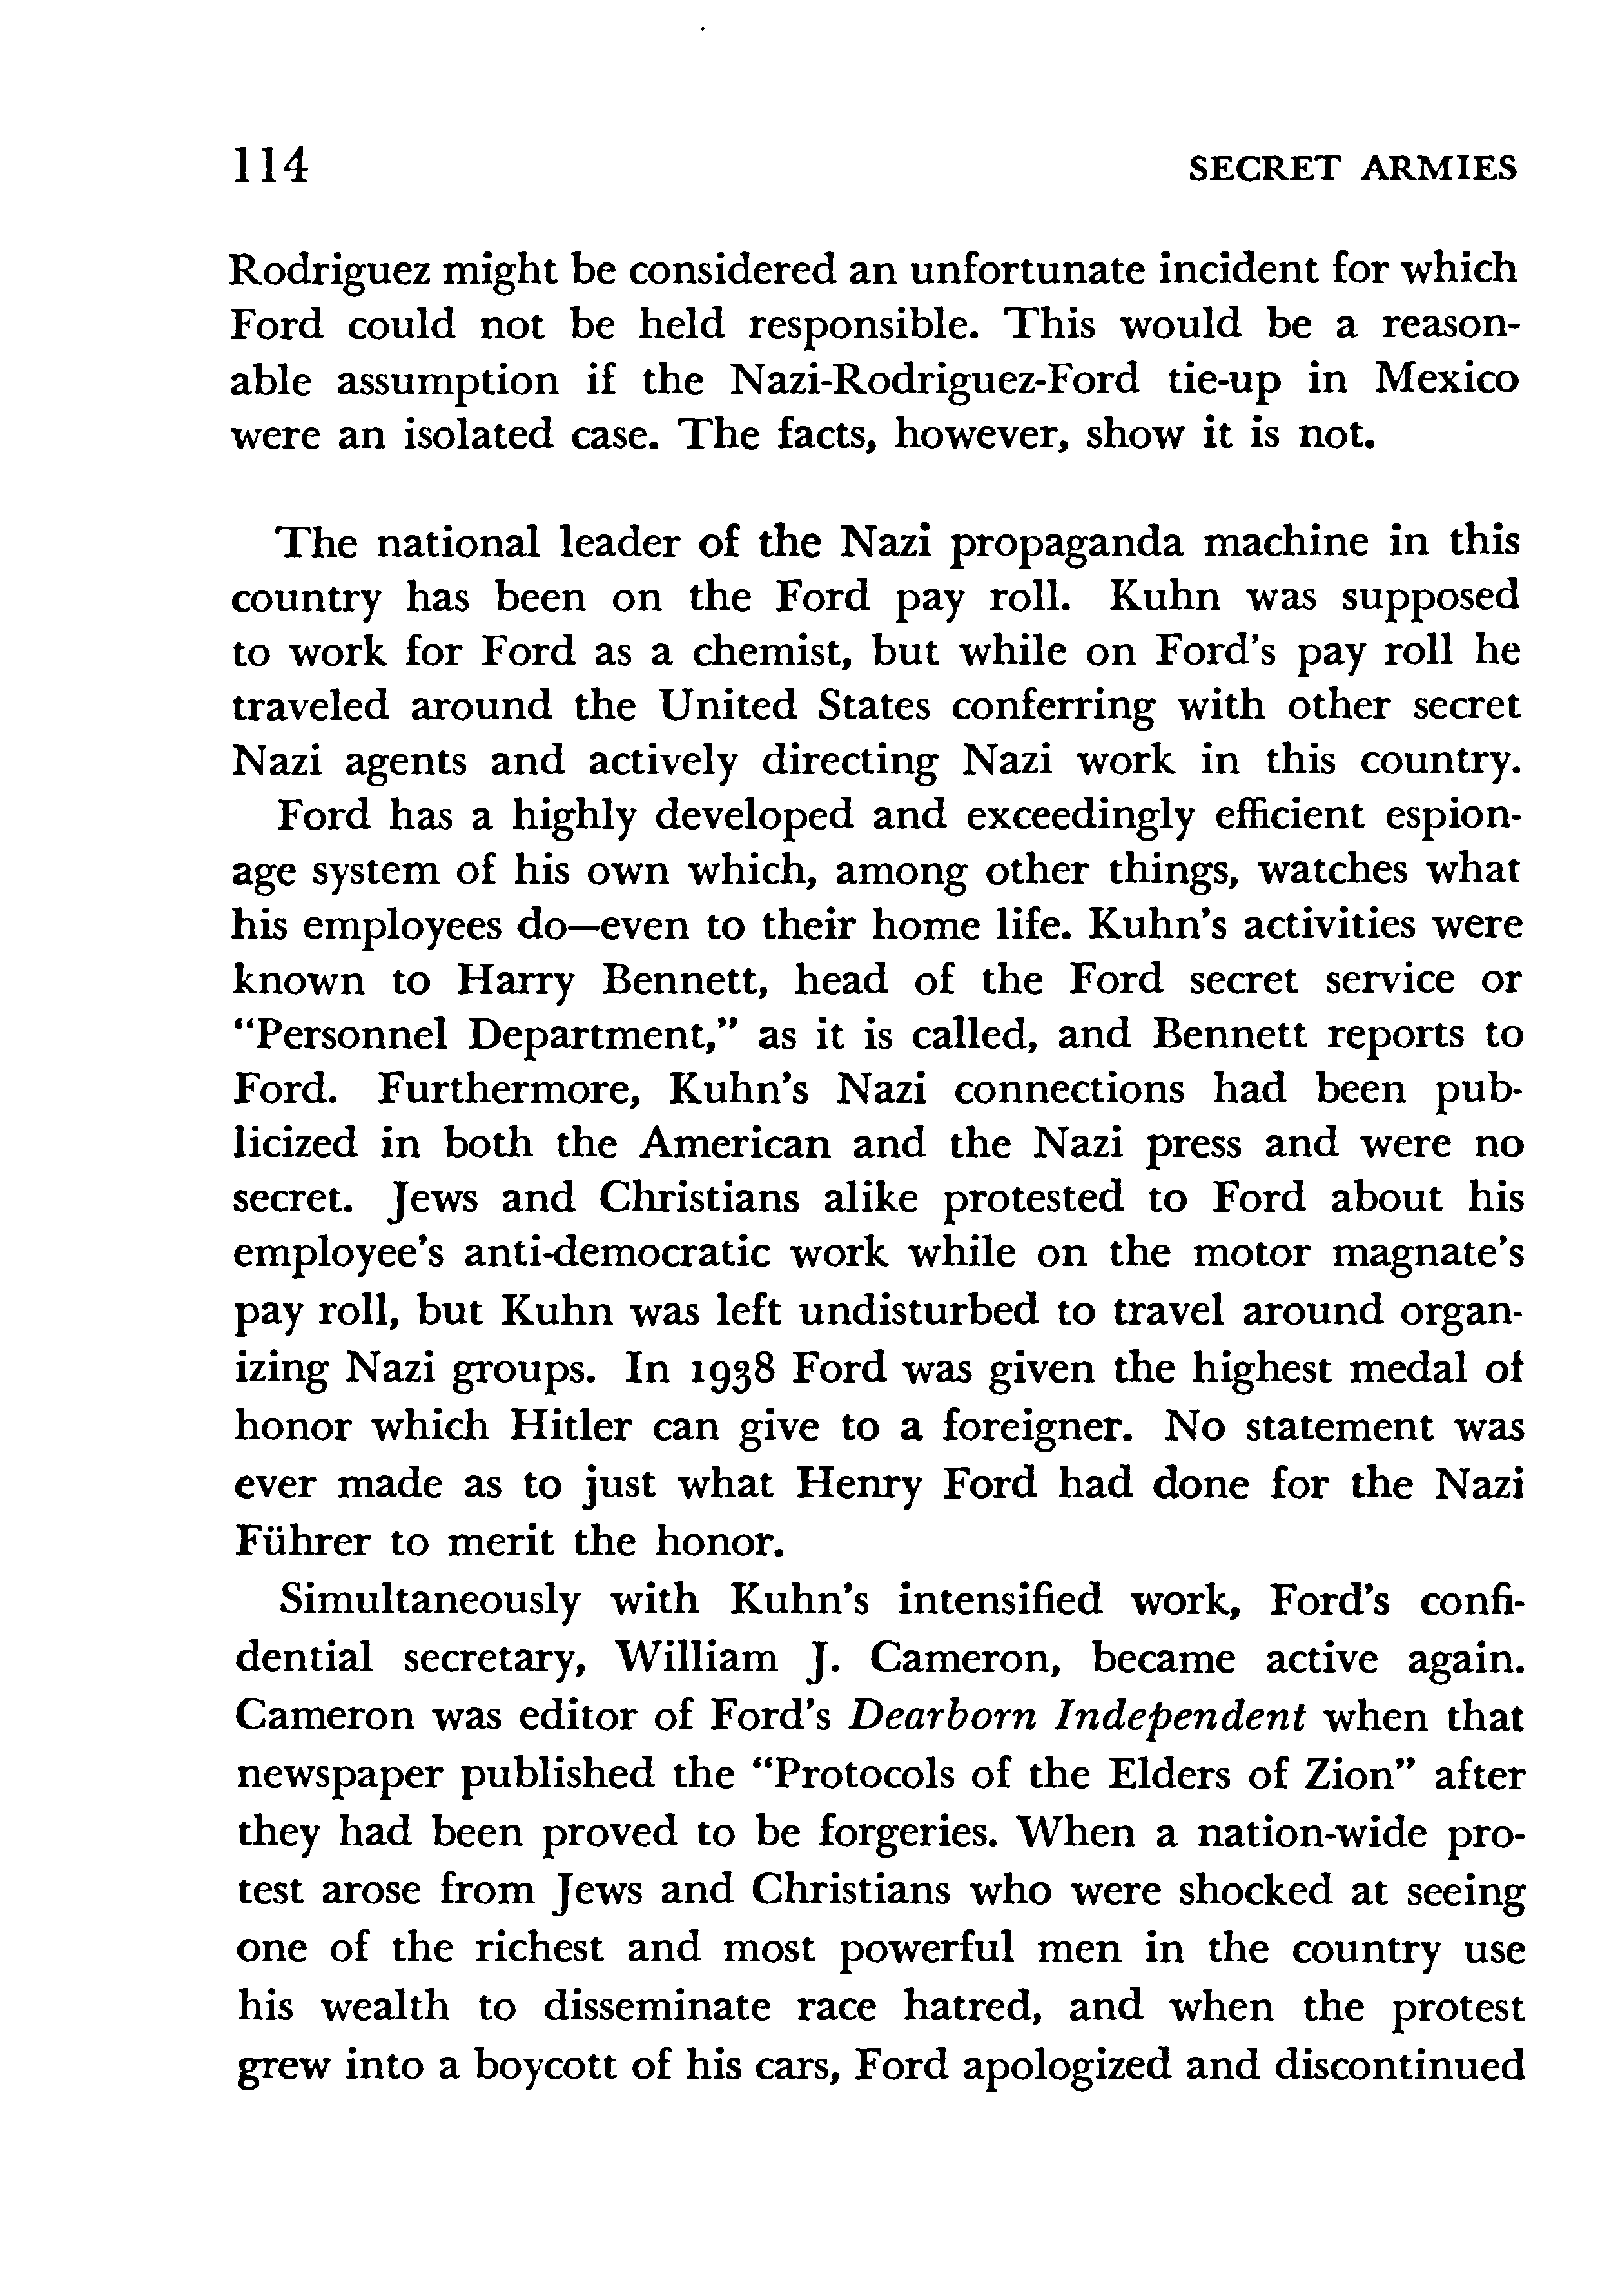 114 SECRET ARMIES
Rodriguez might be considered an unfortunate incident for which
Ford could not be held responsible. This would be a reason-
able assumption if the Nazi-Rodriguez-Ford tie-up in Mexico
were an isolated case. The facts, however, show it is not.
The national leader of the Nazi propaganda machine in this
country has been on the Ford pay roll. Kuhn was supposed
to work for Ford as a chemist, but while on Ford's pay roll he
traveled around the United States conferring with other secret
Nazi agents and actively directing Nazi work in this country.
Ford has a highly developed and exceedingly efficient espion-
age system of his own which, among other things, watches what
his employees do—even to their home life. Kuhn's activities were
known to Harry Bennett, head of the Ford secret service or
"Personnel Department," as it is called, and Bennett reports to
Ford. Furthermore, Kuhn's Nazi connections had been pub-
licized in both the American and the Nazi press and were no
secret. Jews and Christians alike protested to Ford about his
employee's anti-democratic work while on the motor magnate's
pay roll, but Kuhn was left undisturbed to travel around organ-
izing Nazi groups. In 1938 Ford was given the highest medal of
honor which Hitler can give to a foreigner. No statement was
ever made as to just what Henry Ford had done for the Nazi
Führer to merit the honor.
Simultaneously with Kuhn's intensified work, Ford's confi-
dential secretary, William J. Cameron, became active again.
Cameron was editor of Ford's Dearborn Independent when that
newspaper published the "Protocols of the Elders of Zion" after
they had been proved to be forgeries. When a nation-wide pro-
test arose from Jews and Christians who were shocked at seeing
one of the richest and most powerful men in the country use
his wealth to disseminate race hatred, and when the protest
grew into a boycott of his cars, Ford apologized and discontinued